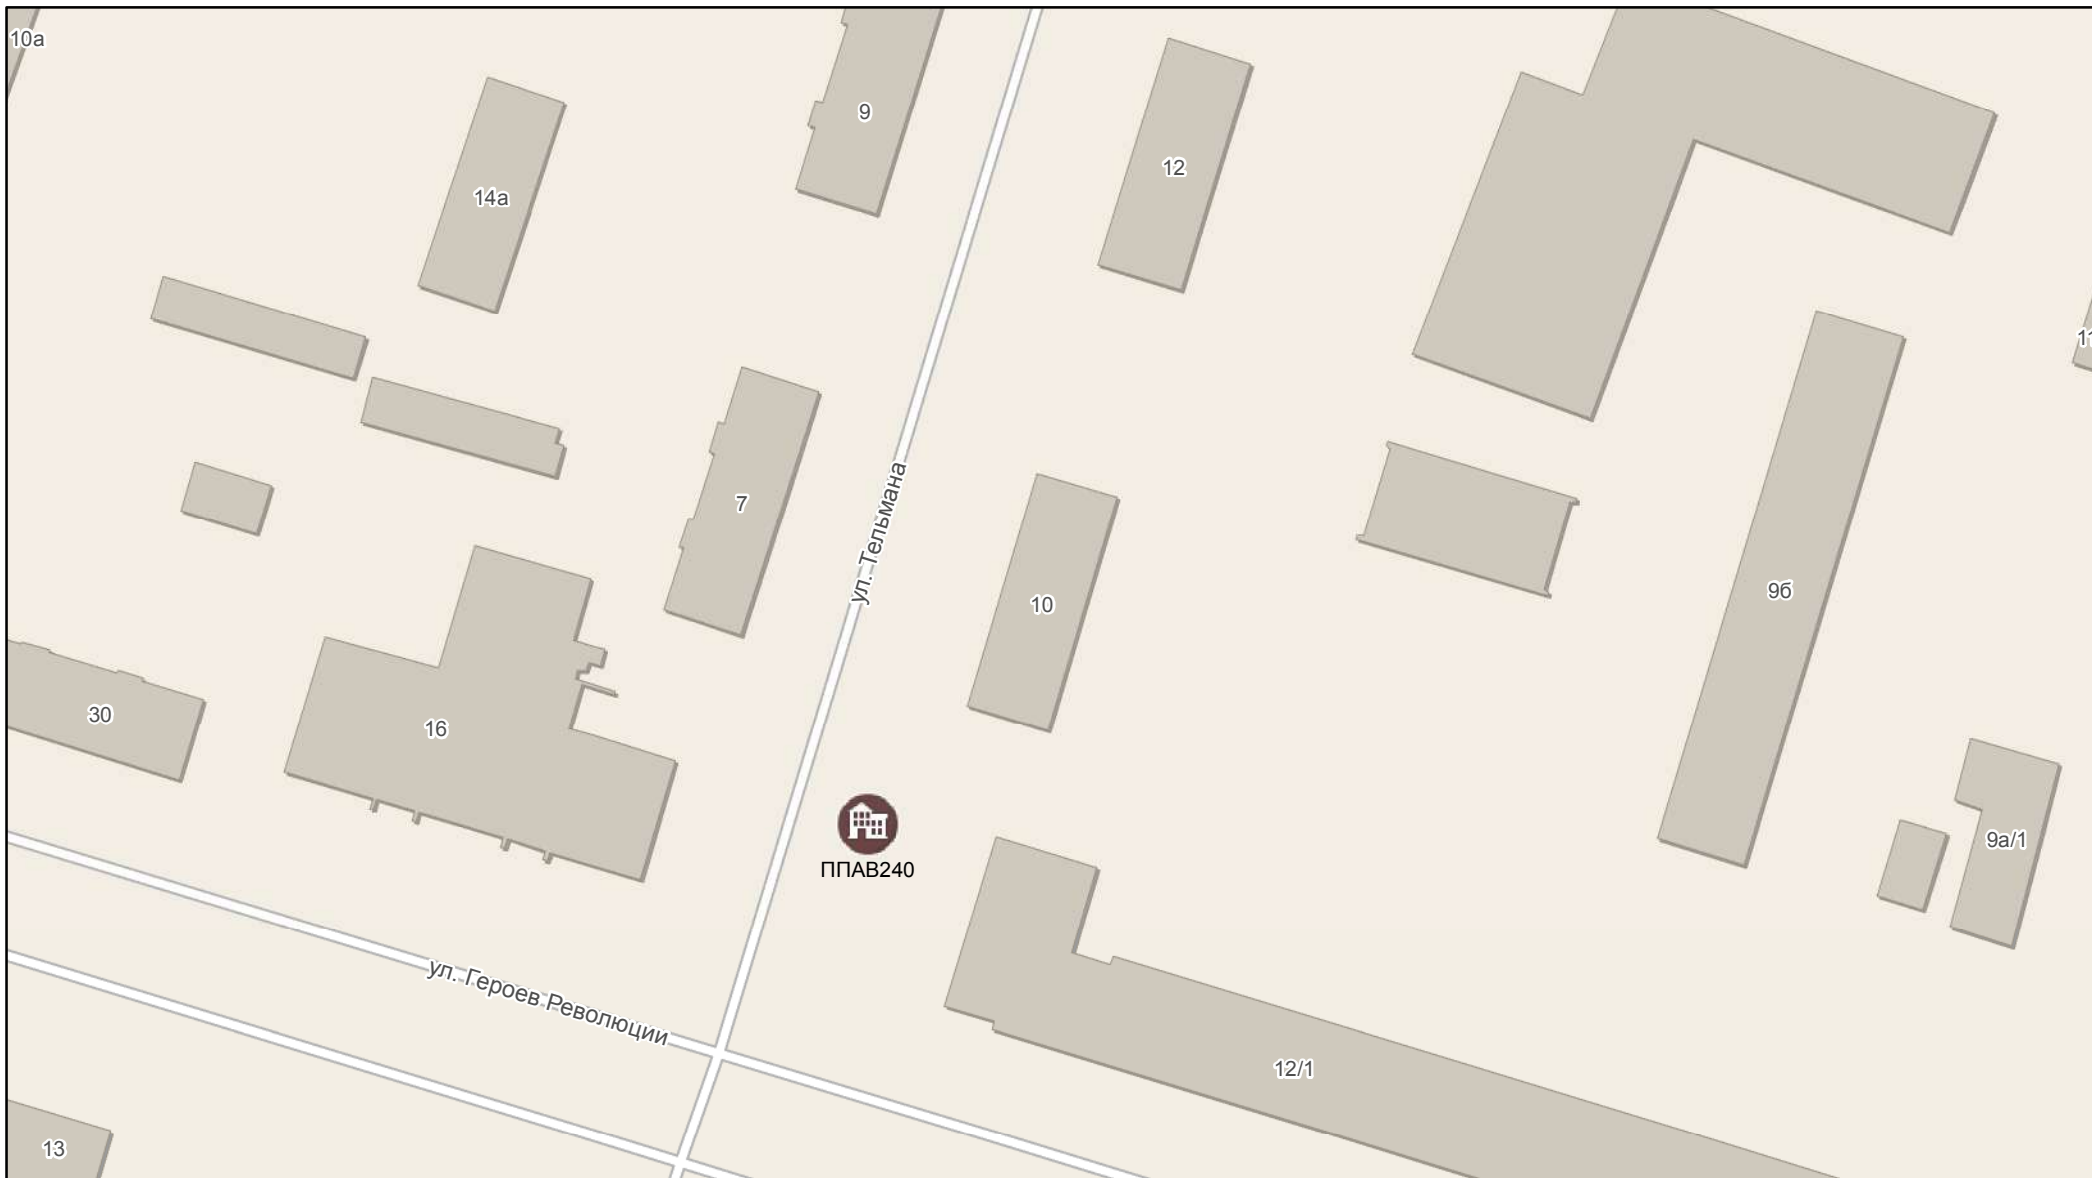 10а
9
12
14а
11
7
ул. Тельмана
9б
10
30
16
ППАВ240
9а/1
ул. Героев Революции
12/1
13